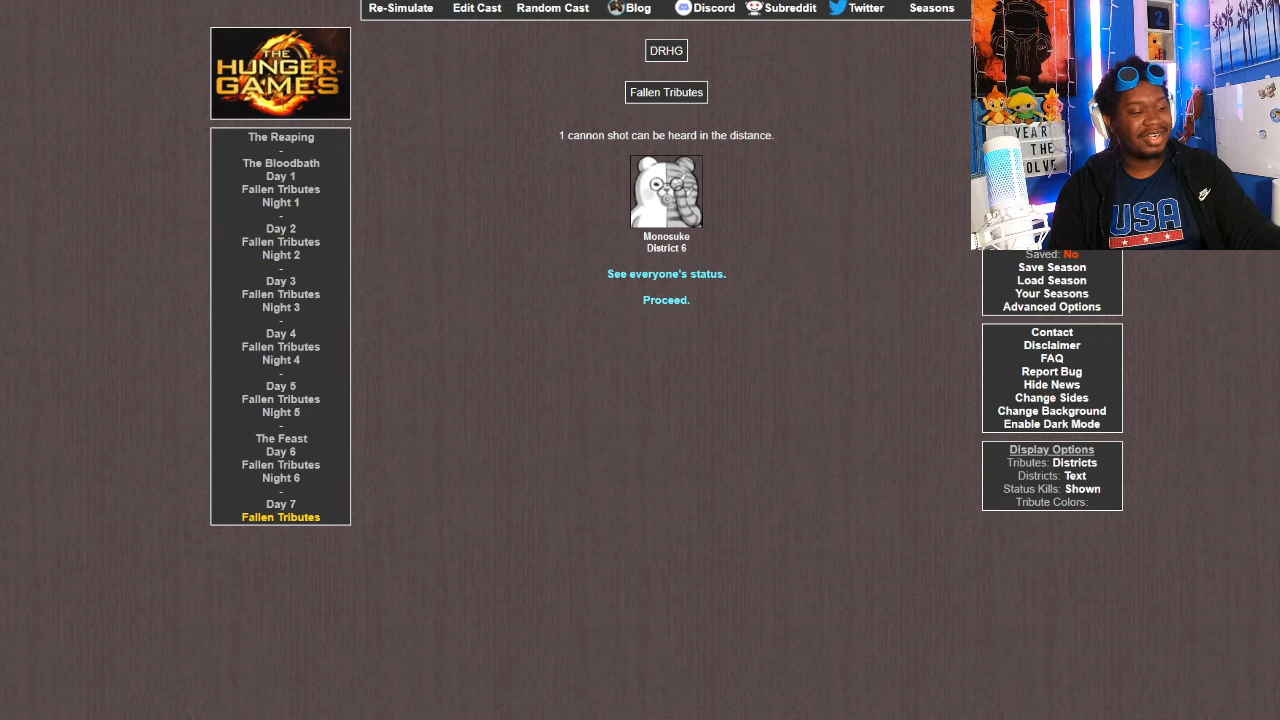 Re-Simulate Edit Cast Random Cast Blog Discord Subreddit Twitter Seasons
THE
HUNGER
GAMES
The Reaping
-
The Bloodbath
Day 1
Fallen Tributes
Night 1
-
Day 2
Fallen Tributes
Night 2
-
Day 3
Fallen Tributes
Night 3
-
Day 4
Fallen Tributes
Night 4
-
Day 5
Fallen Tributes
Night 5
-
The Feast
Day 6
Fallen Tributes
Night 6
-
Day 7
Fallen Tributes
DRHG
Fallen Tributes
1 cannon shot can be heard in the distance.
Monosuke
District 6
See everyone's status.
Proceed.
2
YEAR
THE
OLVE
USA
Saved: No
Save Season
Load Season
Your Seasons
Advanced Options
Contact
Disclaimer
FAQ
Report Bug
Hide News
Change Sides
Change Background
Enable Dark Mode
Display Options
Tributes: Districts
Districts: Text
Status Kills: Shown
Tribute Colors: